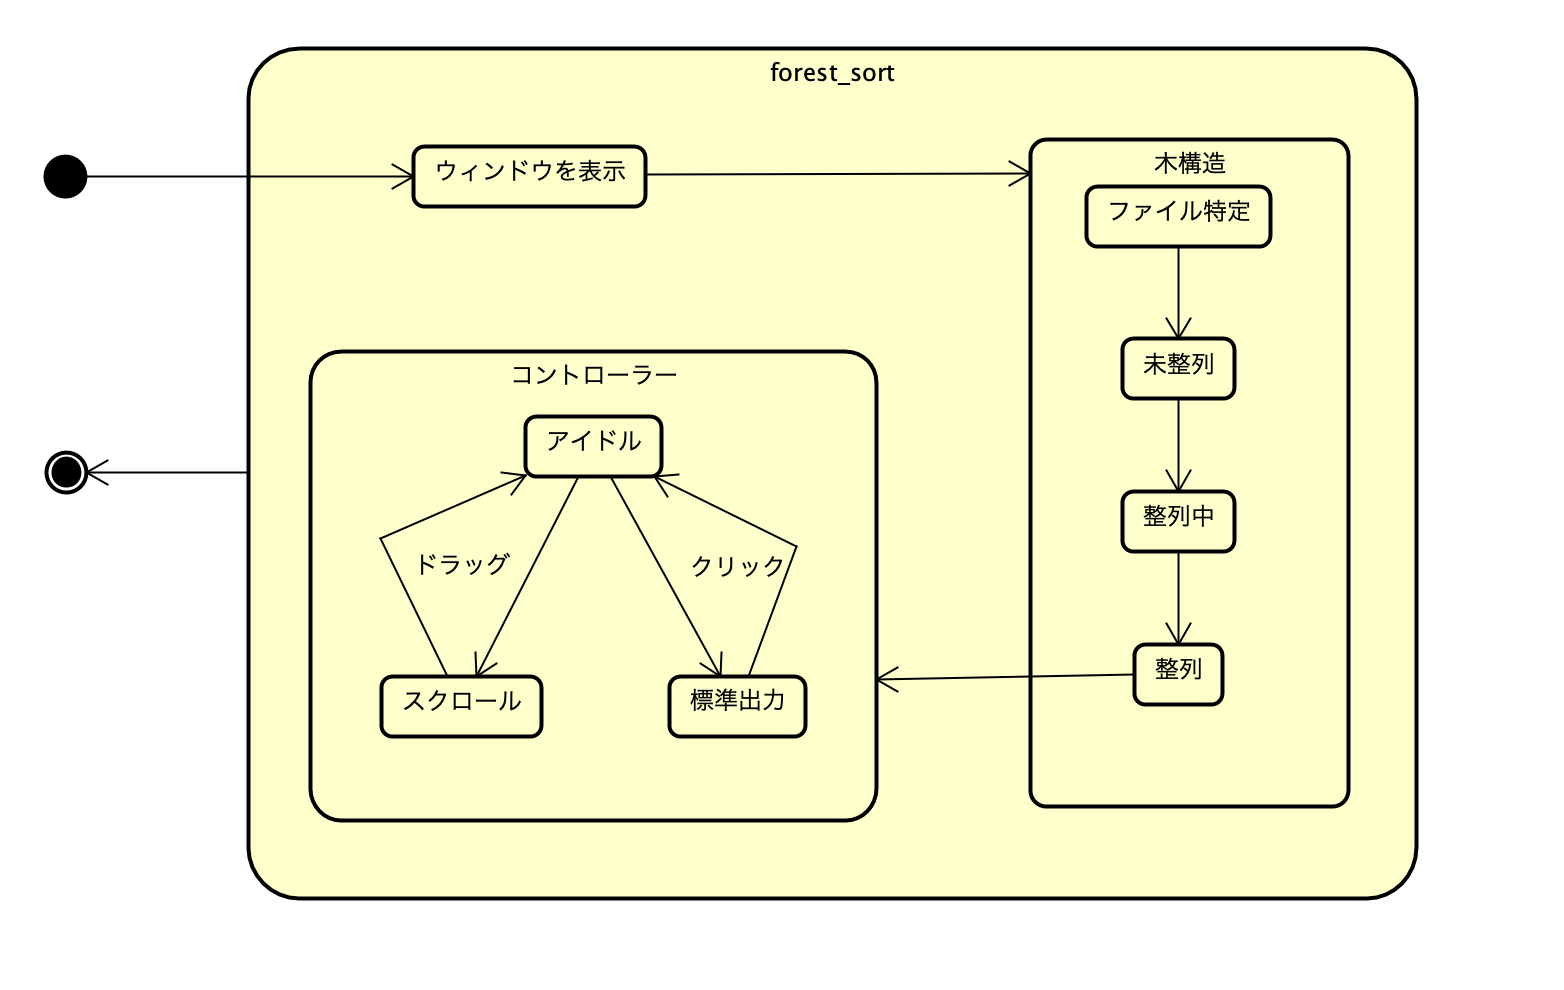 forest_sort
ウィンドウを表示
木構造
ファイル特定
未整列
整列中
整列
コントローラー
アイドル
ドラッグ
クリック
スクロール
標準出力